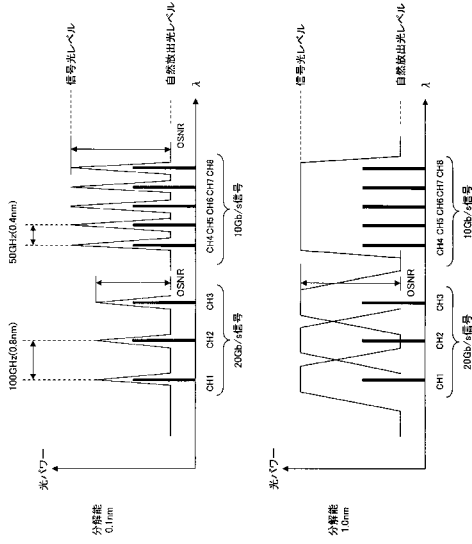 分解能
0.1nm
光パワー
100GHz(0.8nm)
50GHz(0.4nm)
信号光レベル
自然放出光レベル
OSNR
OSNR
λ
CH1
CH2
CH3
CH4
CH5
CH6
CH7
CH8
20Gb/s信号
10Gb/s信号
分解能
1.0nm
光パワー
信号光レベル
自然放出光レベル
OSNR
λ
CH1
CH2
CH3
CH4
CH5
CH6
CH7
CH8
20Gb/s信号
10Gb/s信号